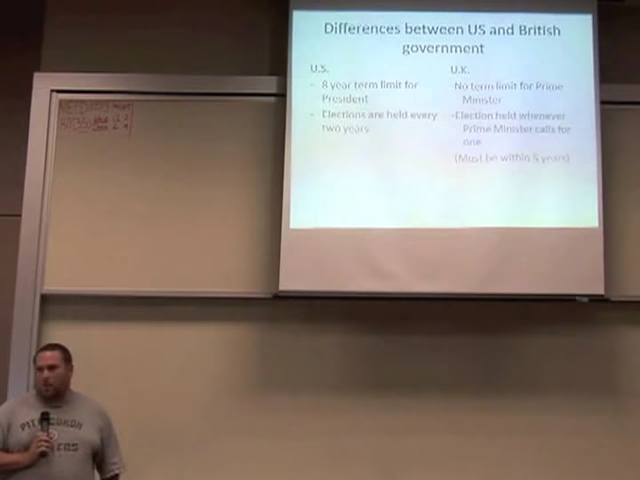 Differences between US and British
government
U.S.
- 8 year term limit for
President
- Elections are held every
two years
U.K.
No term limit for Prime
Minister
-Election held whenever
Prime Minister calls for
one
(Must be within 5 years)